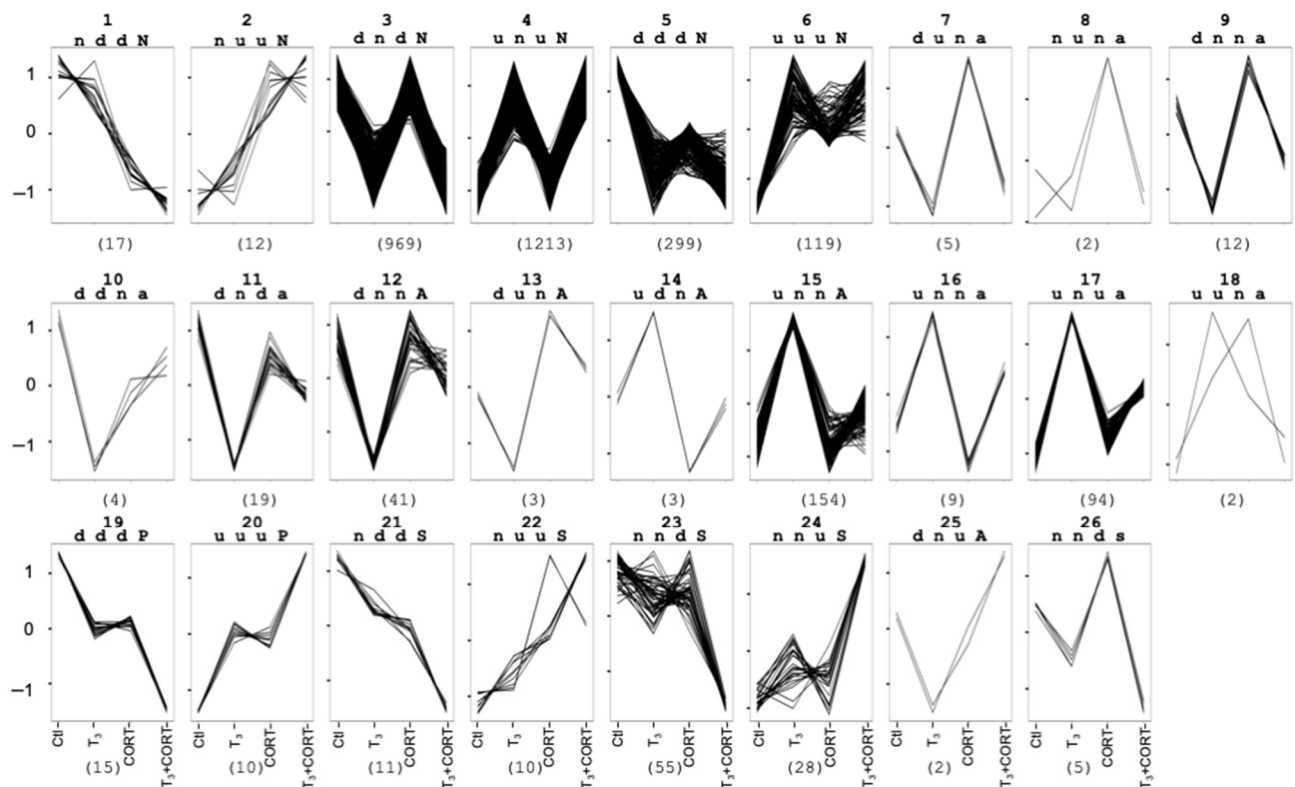 1 2 3 4 5 6 7 8 9
n d d N n u u N d n d N u n u N d d d N u u u N d u n a n u n a d n n a
1
0
−1
(17) (12) (969) (1213) (299) (119) (5) (2) (12)
10 11 12 13 14 15 16 17 18
d d n a d n d a d n n A d u n A u d n A u n n A u n n a u n u a u u n a
1
0
−1
(4) (19) (41) (3) (3) (154) (9) (94) (2)
19 20 21 22 23 24 25 26
d d d P u u u P n d d S n u u S n n d S n n u S d n u A n n d s
1
0
−1
Ctl T₃ CORT T₃+CORT Ctl T₃ CORT T₃+CORT Ctl T₃ CORT T₃+CORT Ctl T₃ CORT T₃+CORT Ctl T₃ CORT T₃+CORT Ctl T₃ CORT T₃+CORT Ctl T₃ CORT T₃+CORT Ctl T₃ CORT T₃+CORT
(15) (10) (11) (10) (55) (28) (2) (5)